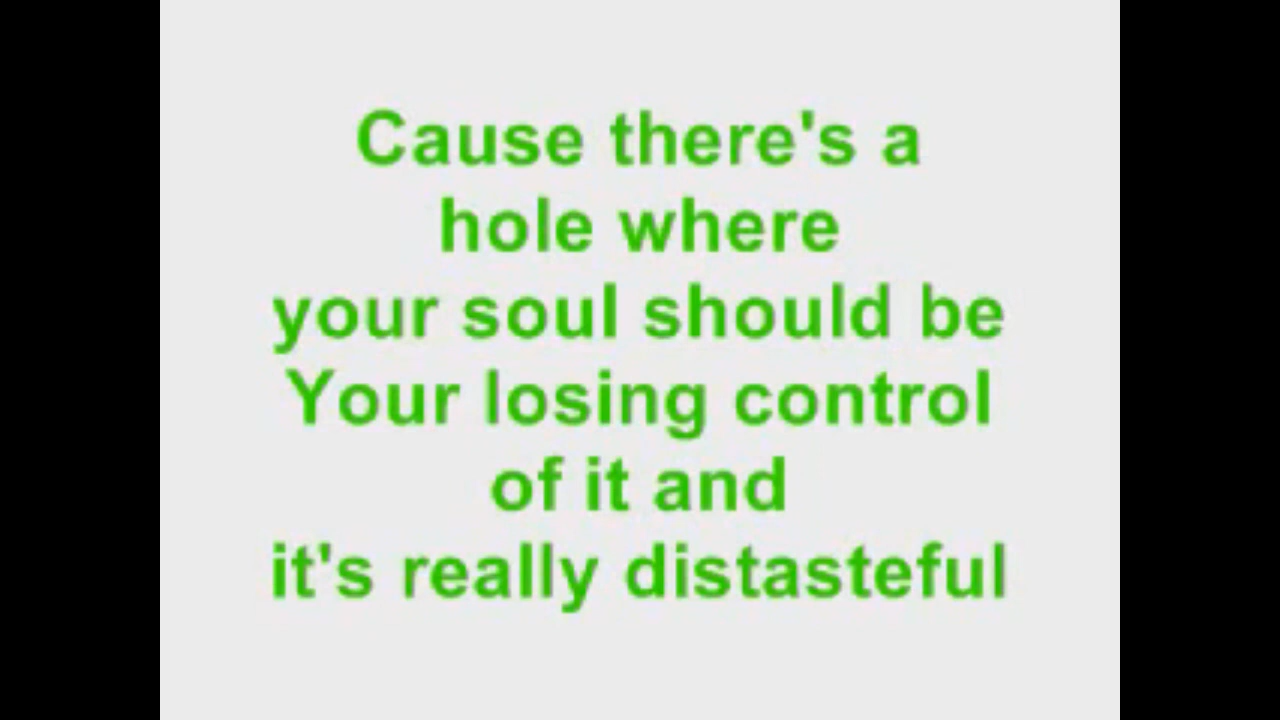 Cause there's a
hole where
your soul should be
Your losing control
of it and
it's really distasteful